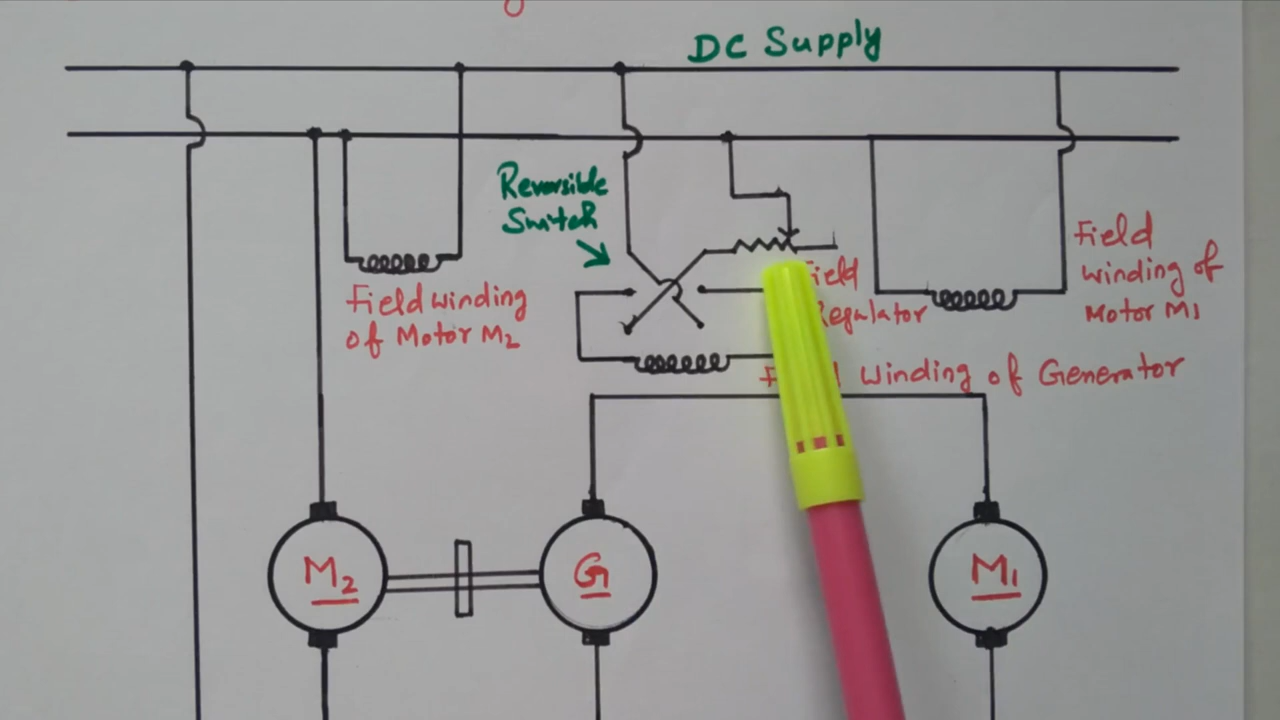 DC Supply
Reversible
Switch
Field winding
of Motor M2
Field
Regulator
Field
winding of
Motor M1
Winding of Generator
M2
G
M1